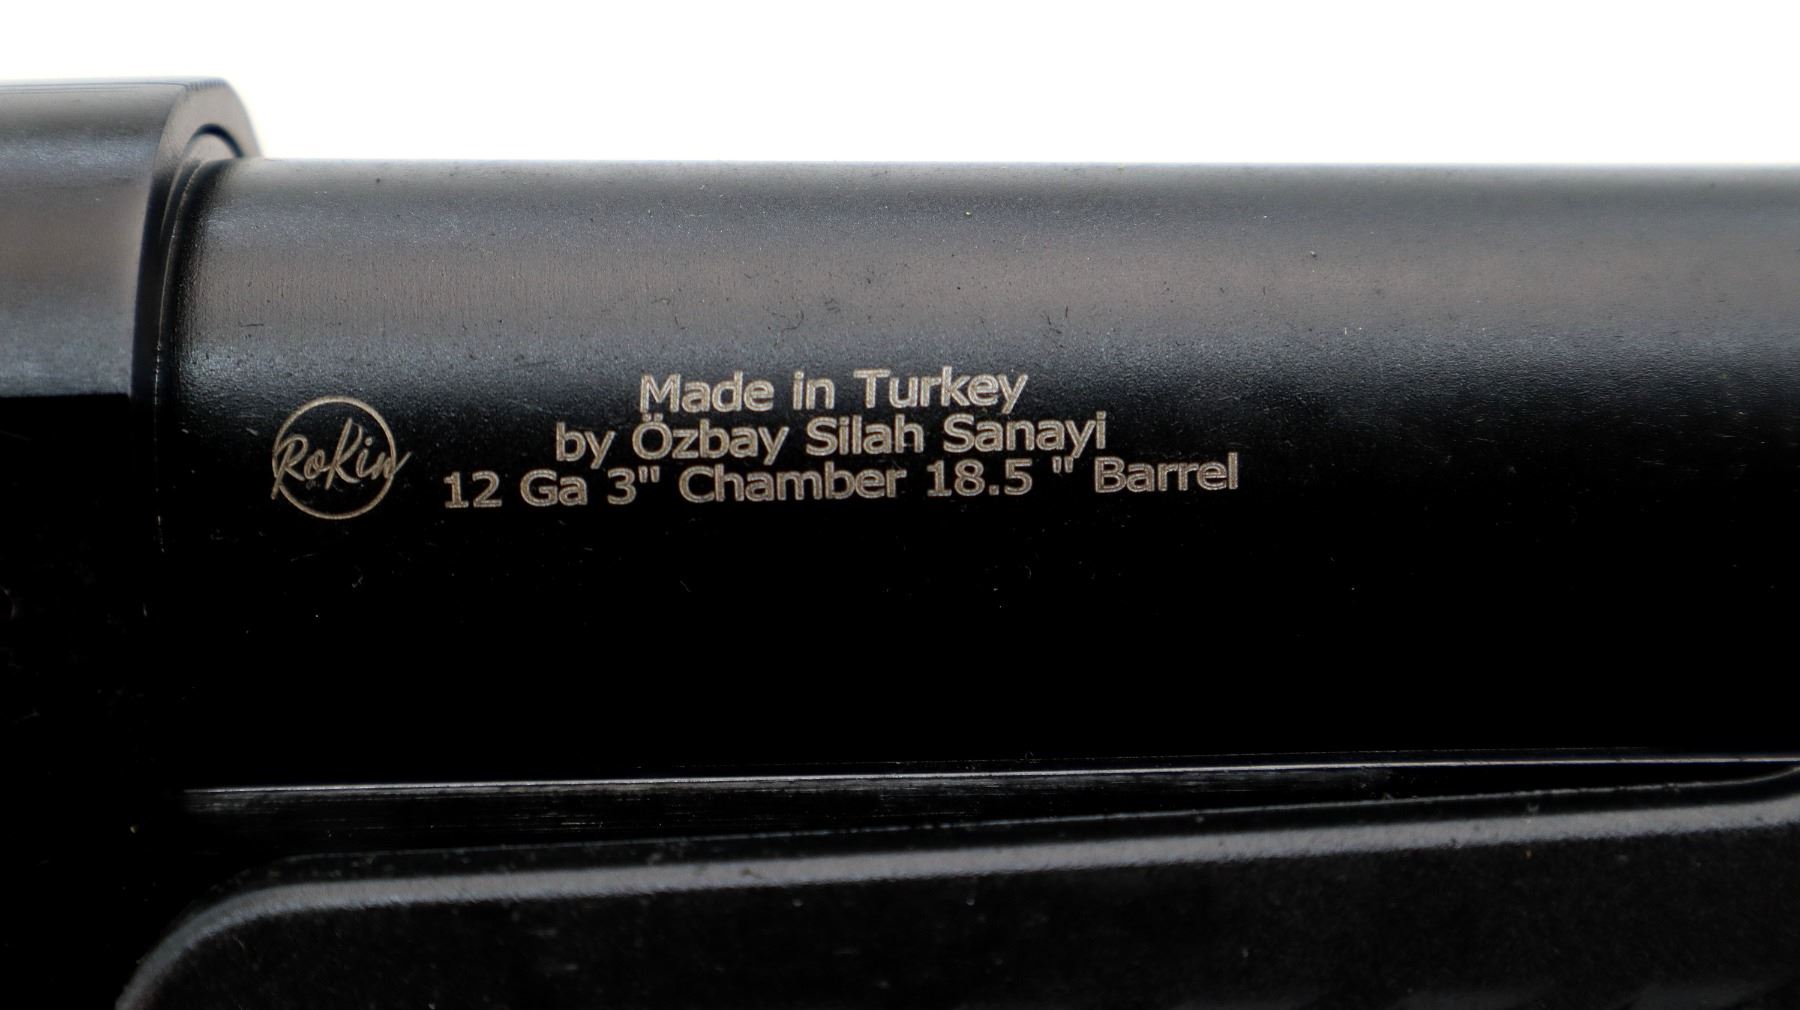 RoKin
Made in Turkey
by Özbay Silah Sanayi
12 Ga 3" Chamber 18.5 " Barrel